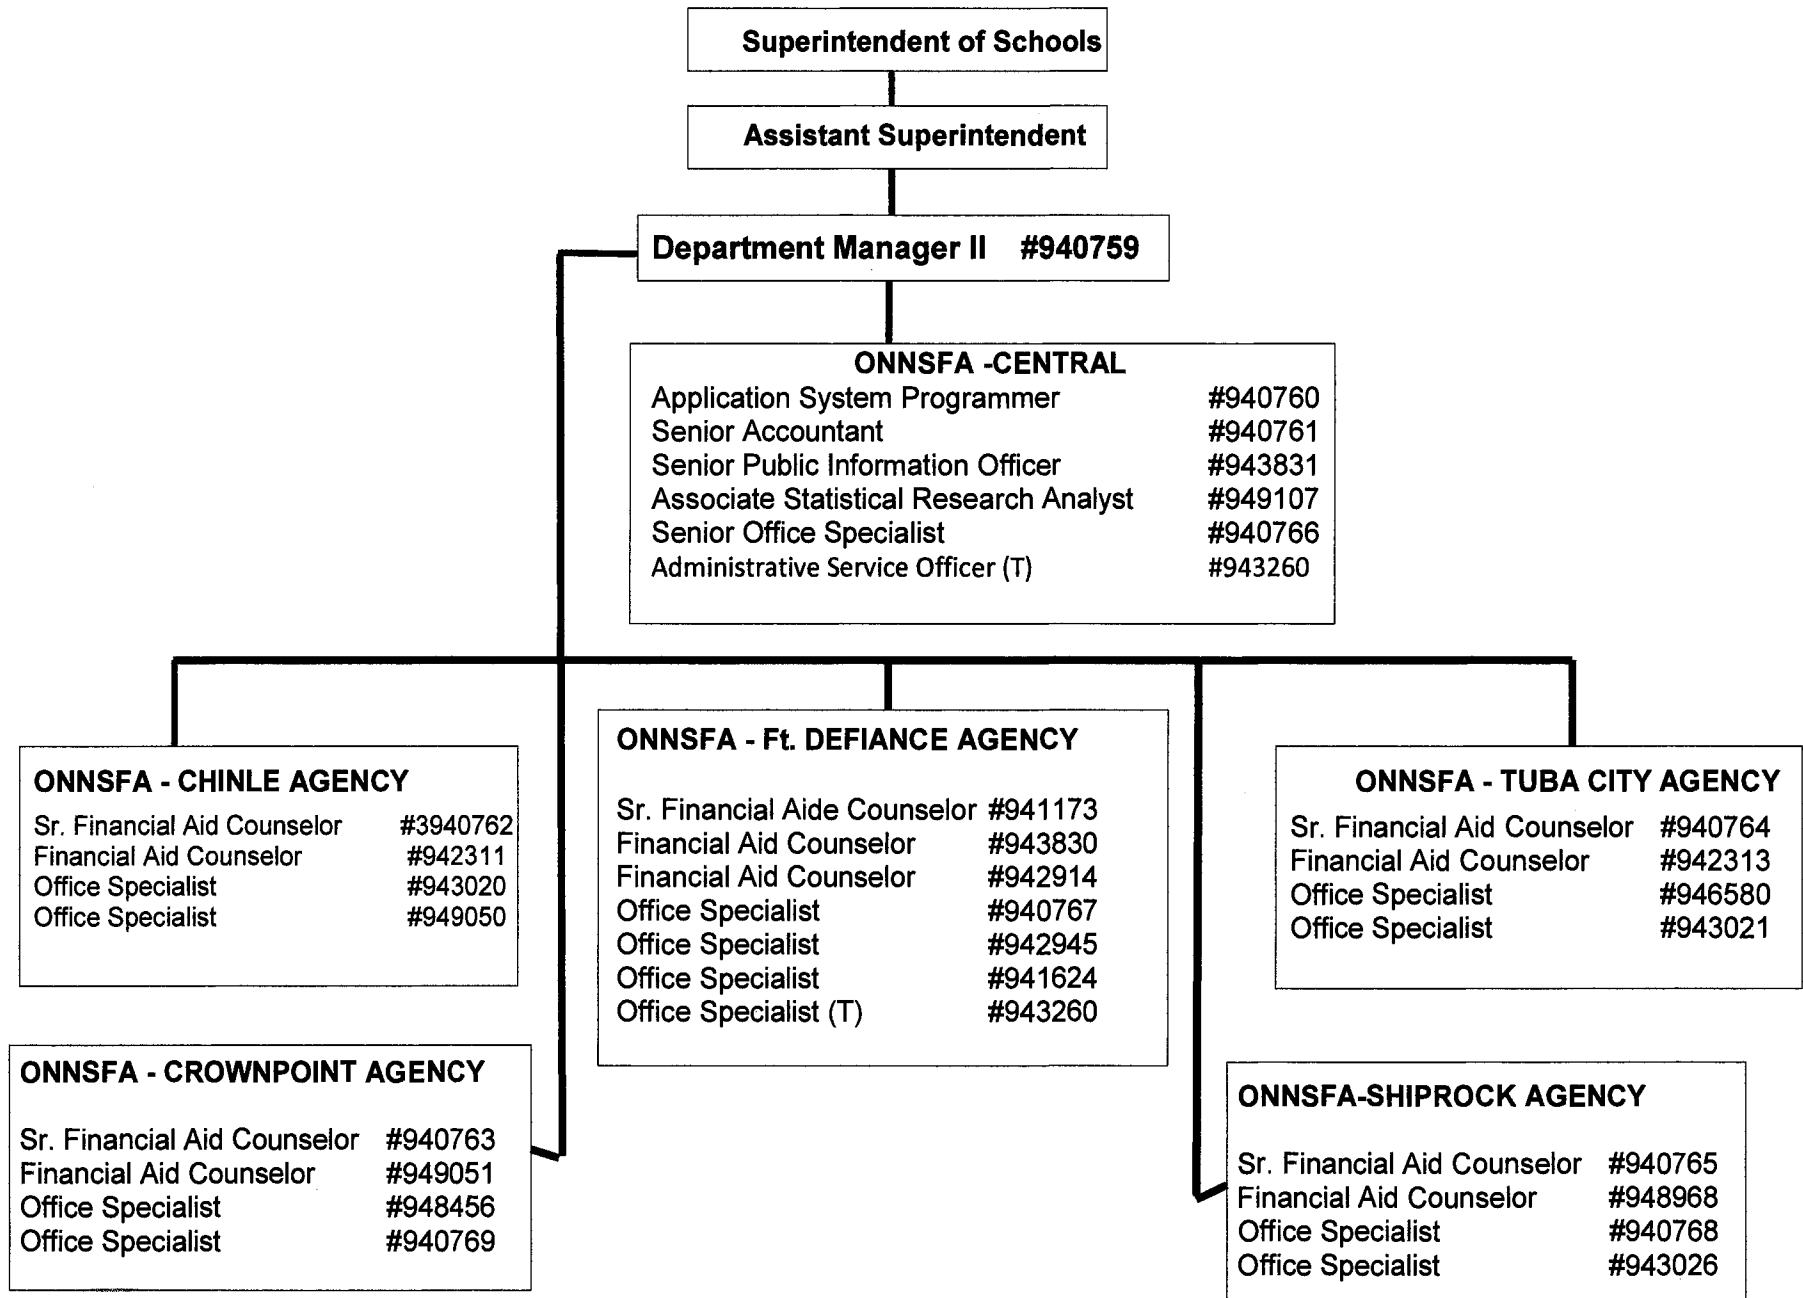 Superintendent of Schools
Assistant Superintendent
Department Manager II #940759
ONNSFA -CENTRAL
Application System Programmer #940760
Senior Accountant #940761
Senior Public Information Officer #943831
Associate Statistical Research Analyst #949107
Senior Office Specialist #940766
Administrative Service Officer (T) #943260
ONNSFA - CHINLE AGENCY
Sr. Financial Aid Counselor #3940762
Financial Aid Counselor #942311
Office Specialist #943020
Office Specialist #949050
ONNSFA - Ft. DEFIANCE AGENCY
Sr. Financial Aide Counselor #941173
Financial Aid Counselor #943830
Financial Aid Counselor #942914
Office Specialist #940767
Office Specialist #942945
Office Specialist #941624
Office Specialist (T) #943260
ONNSFA - TUBA CITY AGENCY
Sr. Financial Aid Counselor #940764
Financial Aid Counselor #942313
Office Specialist #946580
Office Specialist #943021
ONNSFA - CROWNPOINT AGENCY
Sr. Financial Aid Counselor #940763
Financial Aid Counselor #949051
Office Specialist #948456
Office Specialist #940769
ONNSFA-SHIPROCK AGENCY
Sr. Financial Aid Counselor #940765
Financial Aid Counselor #948968
Office Specialist #940768
Office Specialist #943026